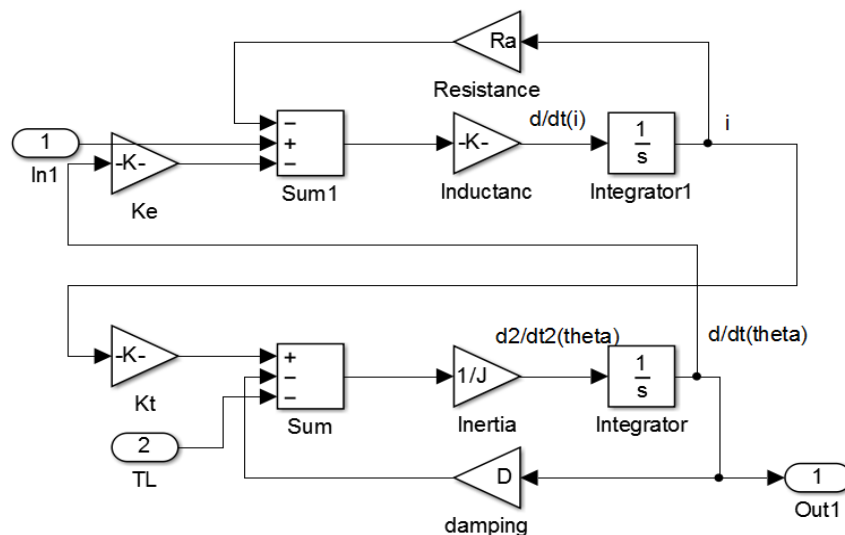 Ra
Resistance
d/dt(i)
i
1
In1
-K-
Ke
−
+
−
Sum1
-K-
Inductanc
1
s
Integrator1
d2/dt2(theta)
d/dt(theta)
-K-
Kt
+
−
−
Sum
1/J
Inertia
1
s
Integrator
2
TL
D
damping
1
Out1